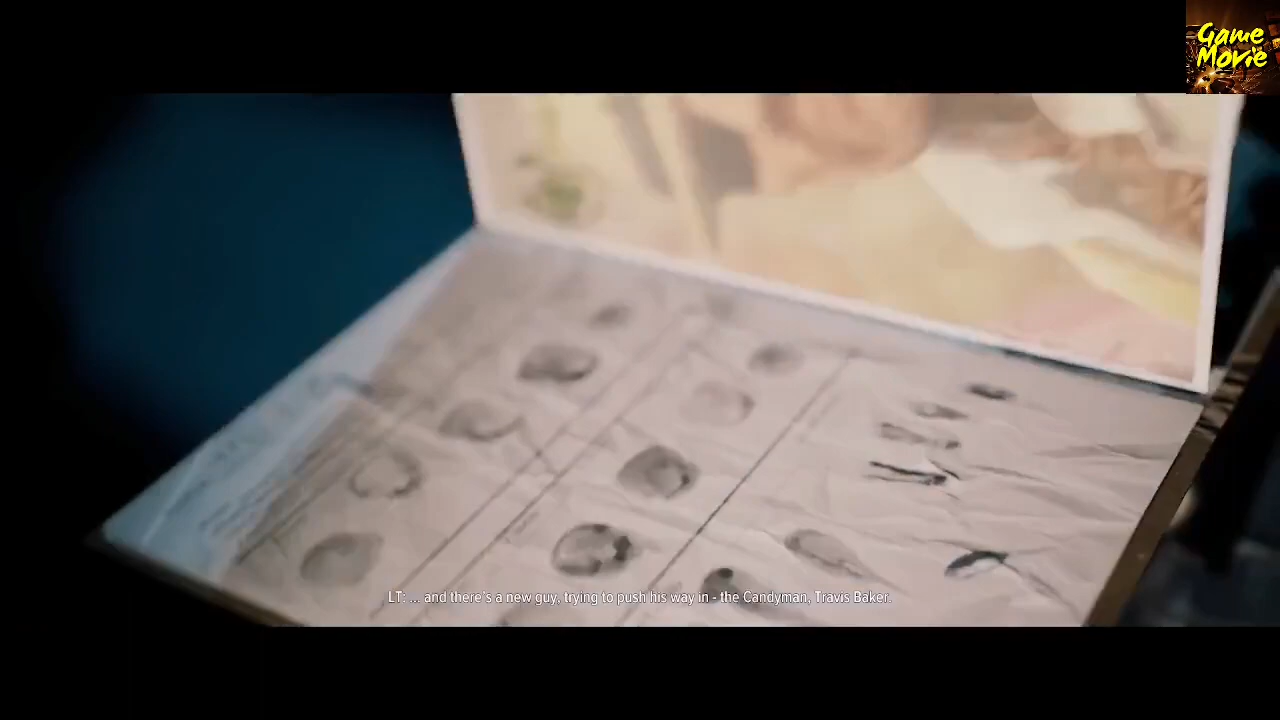 Game
Movie
LT: ... and there's a new guy, trying to push his way in - the Candyman, Travis Baker.